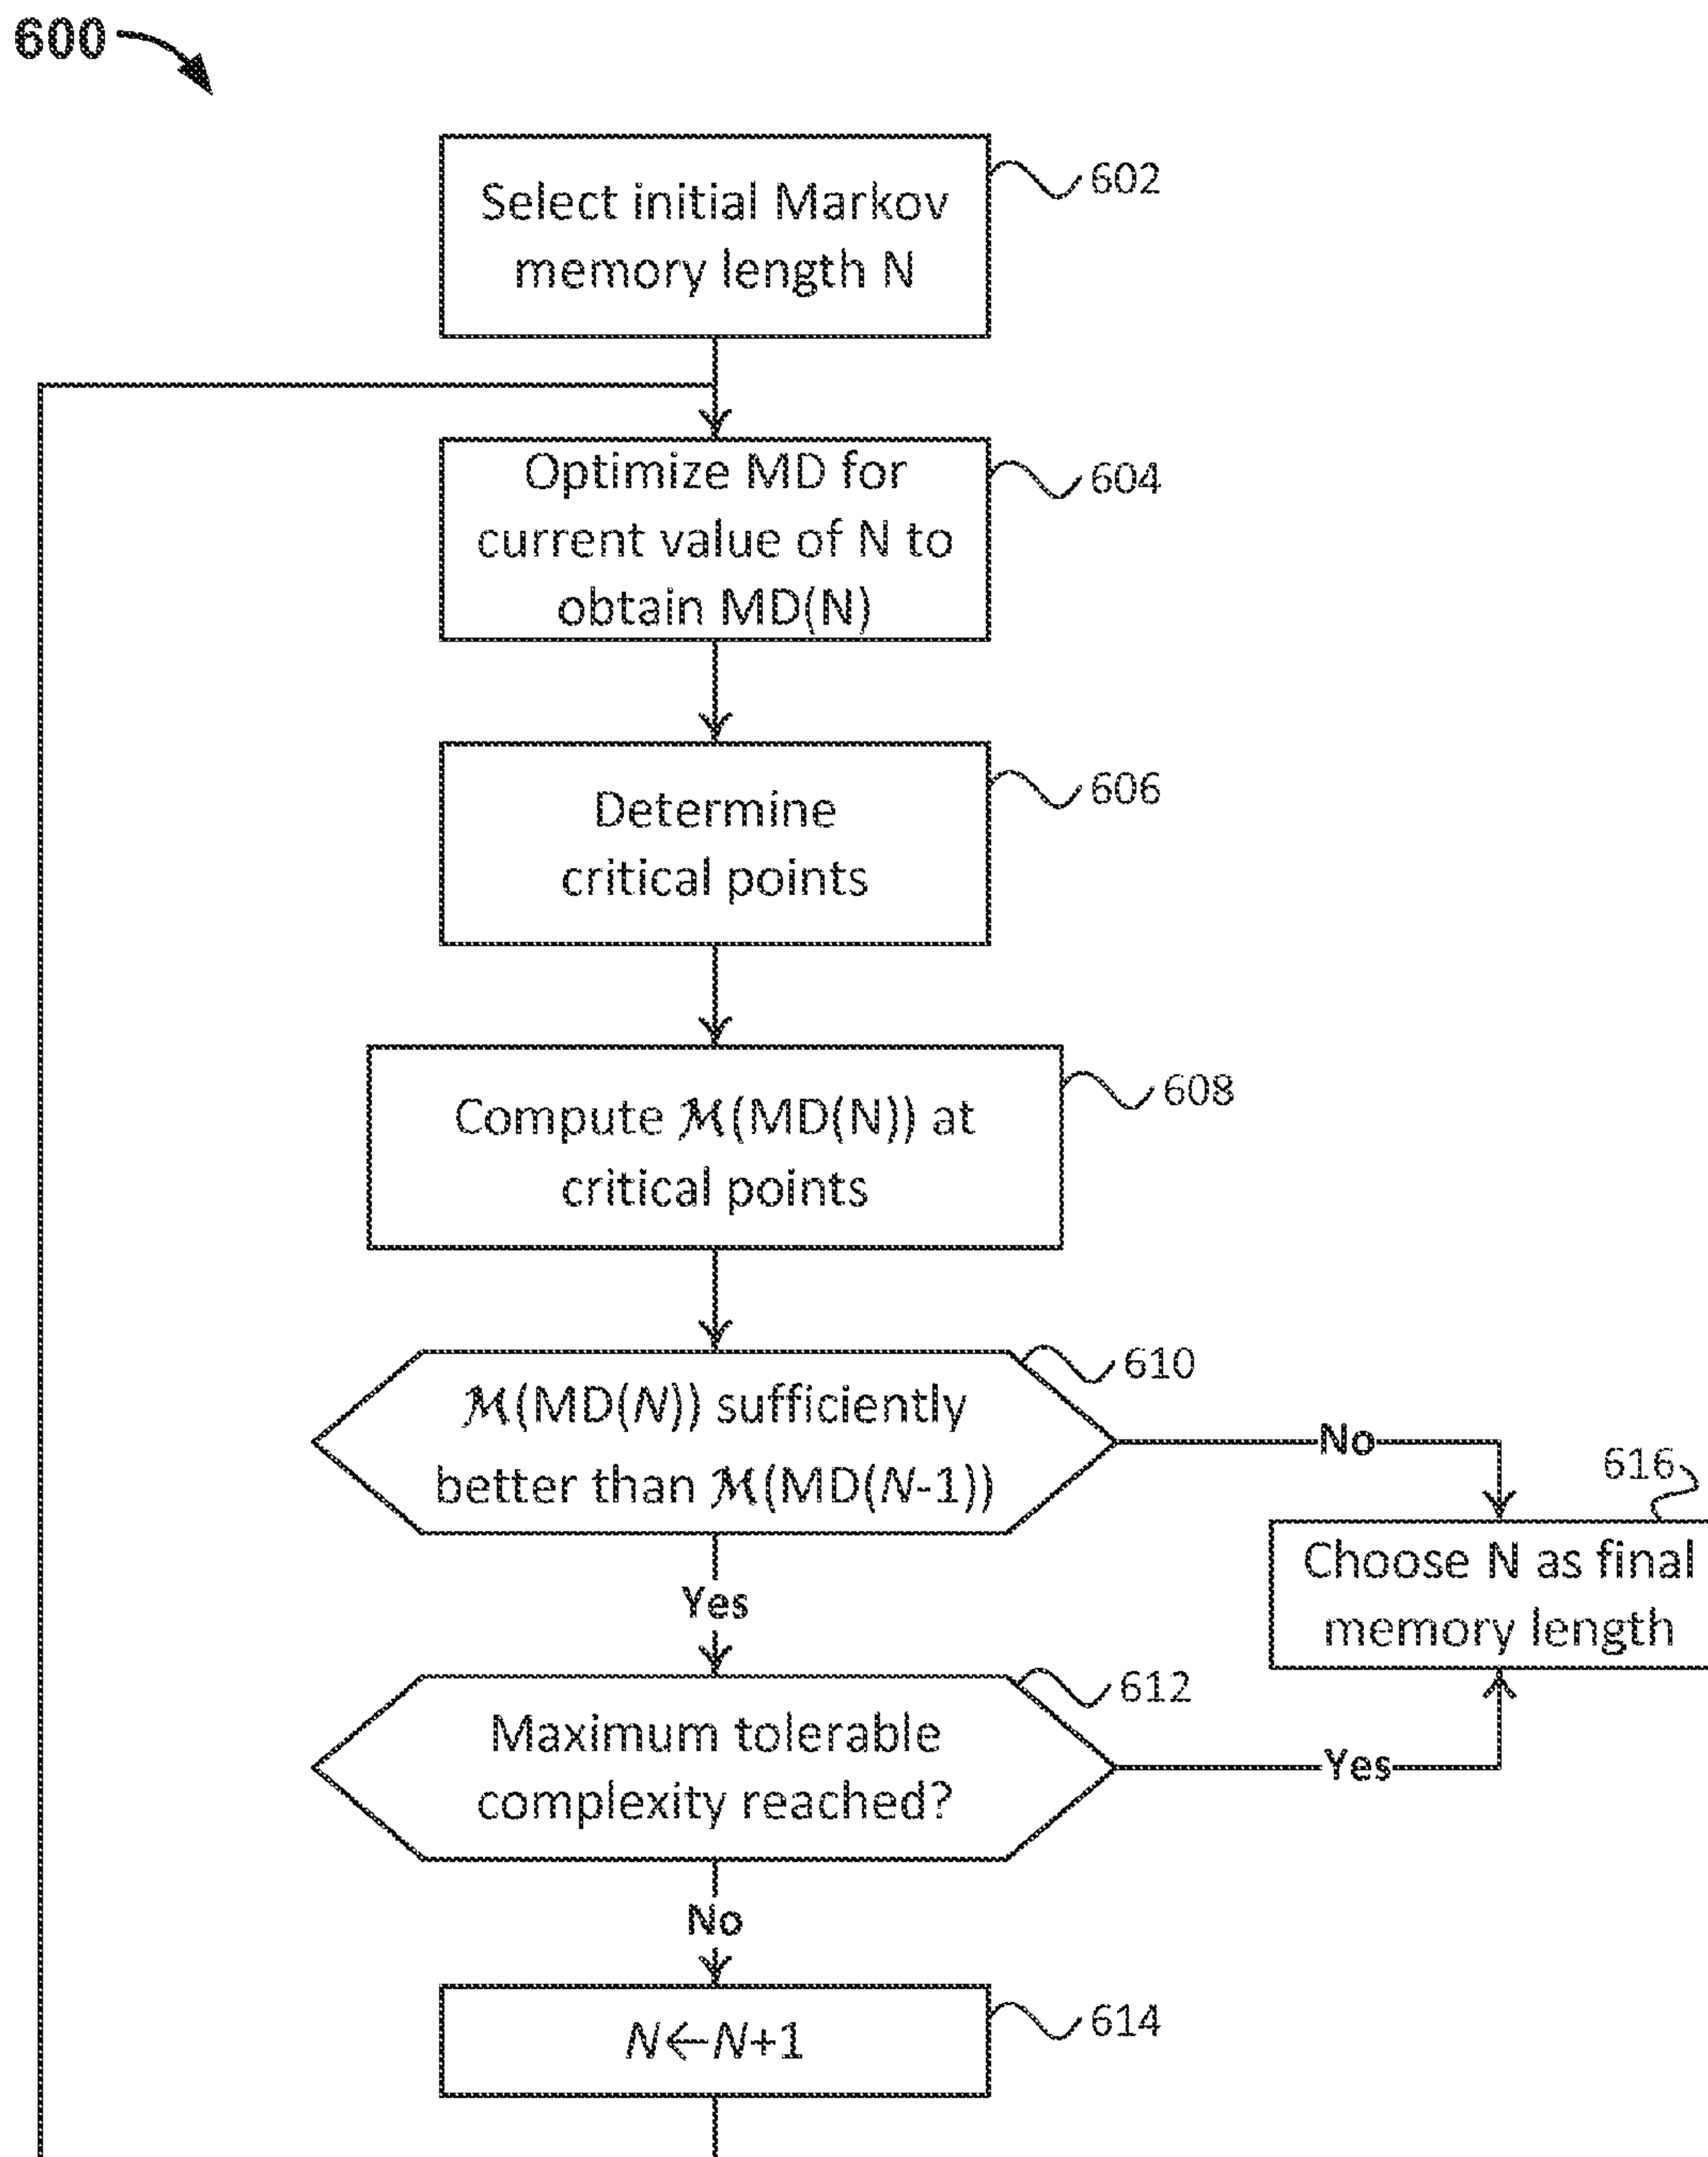 600
Select initial Markov
memory length N
602
Optimize MD for
current value of N to
obtain MD(N)
604
Determine
critical points
606
Compute ℳ(MD(N)) at
critical points
608
ℳ(MD(N)) sufficiently
better than ℳ(MD(N-1))
610
No
616
Choose N as final
memory length
Yes
Maximum tolerable
complexity reached?
612
Yes
No
N←N+1
614